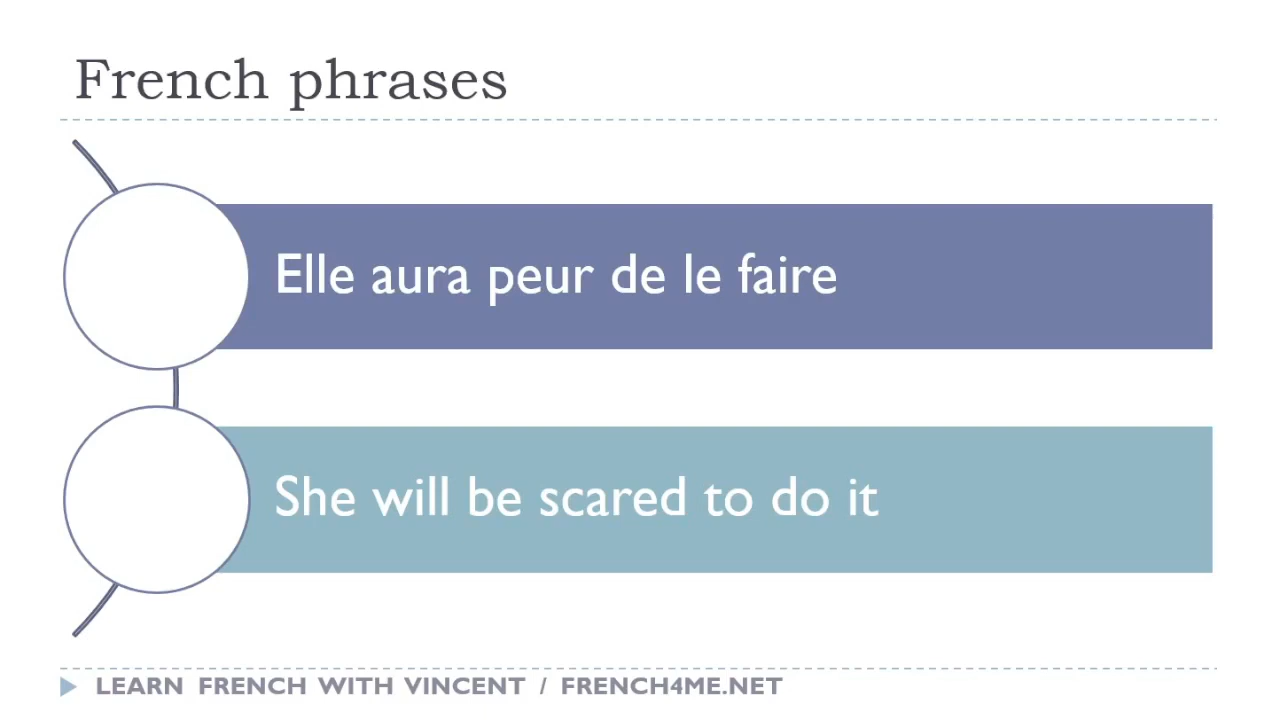 French phrases
Elle aura peur de le faire
She will be scared to do it
LEARN FRENCH WITH VINCENT / FRENCH4ME.NET